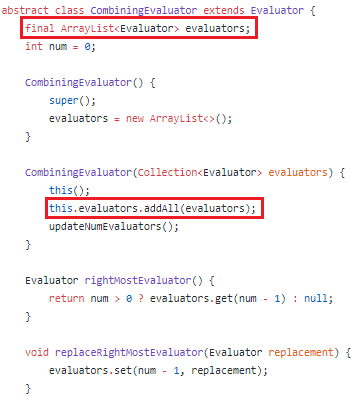 abstract class CombiningEvaluator extends Evaluator {
    final ArrayList<Evaluator> evaluators;
    int num = 0;

    CombiningEvaluator() {
        super();
        evaluators = new ArrayList<>();
    }

    CombiningEvaluator(Collection<Evaluator> evaluators) {
        this();
        this.evaluators.addAll(evaluators);
        updateNumEvaluators();
    }

    Evaluator rightMostEvaluator() {
        return num > 0 ? evaluators.get(num - 1) : null;
    }

    void replaceRightMostEvaluator(Evaluator replacement) {
        evaluators.set(num - 1, replacement);
    }